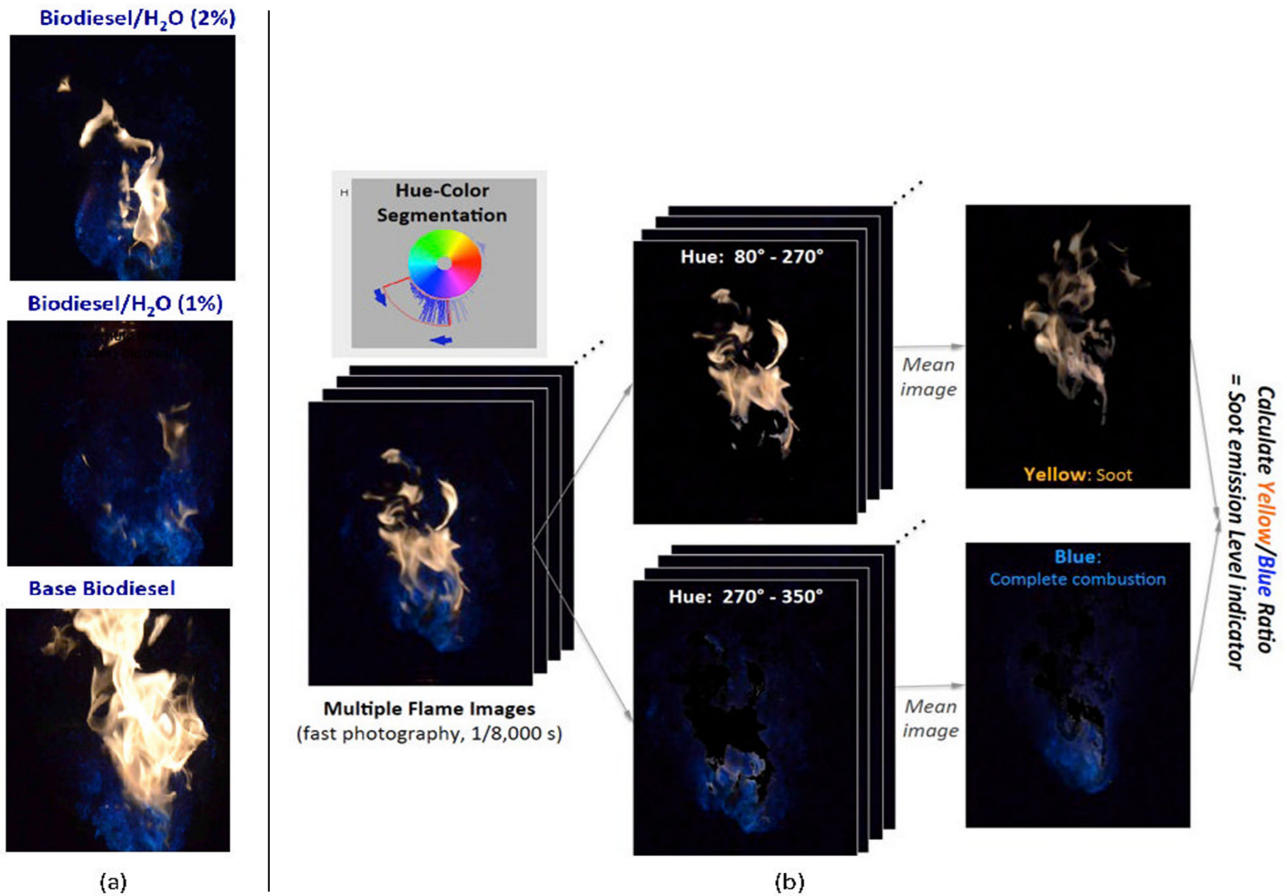 Biodiesel/H₂O (2%)
Biodiesel/H₂O (1%)
Base Biodiesel
(a)
H
Hue-Color
Segmentation
Multiple Flame Images
(fast photography, 1/8,000 s)
Hue: 80° - 270°
Hue: 270° - 350°
Mean
image
Mean
image
Yellow: Soot
Blue:
Complete combustion
Calculate Yellow/Blue Ratio
= Soot emission Level indicator
(b)